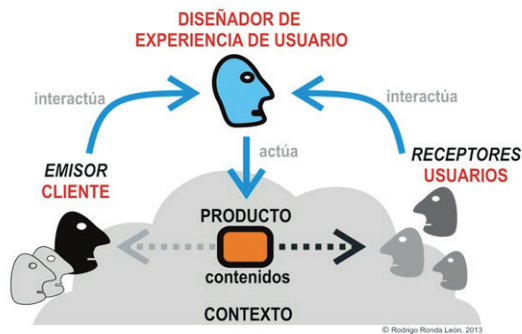 DISEÑADOR DE
EXPERIENCIA DE USUARIO
interactúa
interactúa
actúa
EMISOR
CLIENTE
RECEPTORES
USUARIOS
PRODUCTO
contenidos
CONTEXTO
© Rodrigo Ronda León, 2013